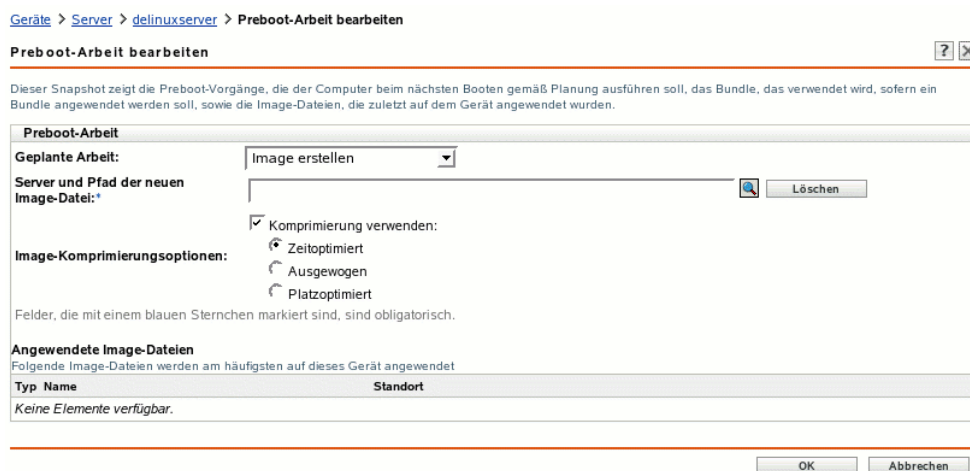 Geräte > Server > delinuxserver > Preboot-Arbeit bearbeiten
Preboot-Arbeit bearbeiten
?
Dieser Snapshot zeigt die Preboot-Vorgänge, die der Computer beim nächsten Booten gemäß Planung ausführen soll, das Bundle, das verwendet wird, sofern ein
Bundle angewendet werden soll, sowie die Image-Dateien, die zuletzt auf dem Gerät angewendet wurden.
Preboot-Arbeit
Geplante Arbeit: Image erstellen
Server und Pfad der neuen
Image-Datei:* Löschen
Komprimierung verwenden:
Zeitoptimiert
Image-Komprimierungsoptionen:
Ausgewogen
Platzoptimiert
Felder, die mit einem blauen Sternchen markiert sind, sind obligatorisch.
Angewendete Image-Dateien
Folgende Image-Dateien werden am häufigsten auf dieses Gerät angewendet
Typ Name Standort
Keine Elemente verfügbar.
OK Abbrechen